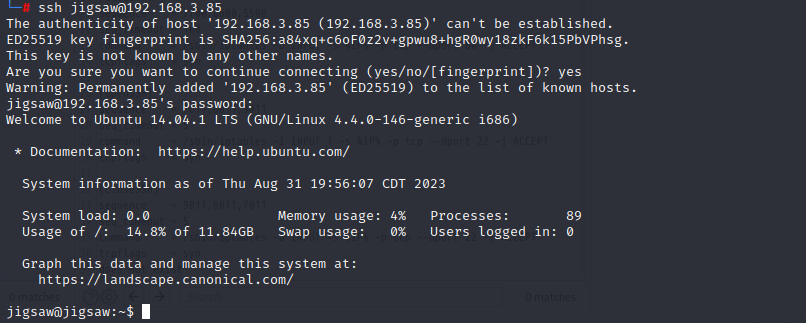 └─# ssh jigsaw@192.168.3.85
The authenticity of host '192.168.3.85 (192.168.3.85)' can't be established.
ED25519 key fingerprint is SHA256:a84xq+c6oF0z2v+gpwu8+hgR0wy18zkF6k15PbVPhsg.
This key is not known by any other names.
Are you sure you want to continue connecting (yes/no/[fingerprint])? yes
Warning: Permanently added '192.168.3.85' (ED25519) to the list of known hosts.
jigsaw@192.168.3.85's password:
Welcome to Ubuntu 14.04.1 LTS (GNU/Linux 4.4.0-146-generic i686)
* Documentation:  https://help.ubuntu.com/
System information as of Thu Aug 31 19:56:07 CDT 2023
System load: 0.0 Memory usage: 4% Processes: 89
Usage of /: 14.8% of 11.84GB Swap usage: 0% Users logged in: 0
Graph this data and manage this system at:
https://landscape.canonical.com/
0 matches Search 0 matches
jigsaw@jigsaw:~$